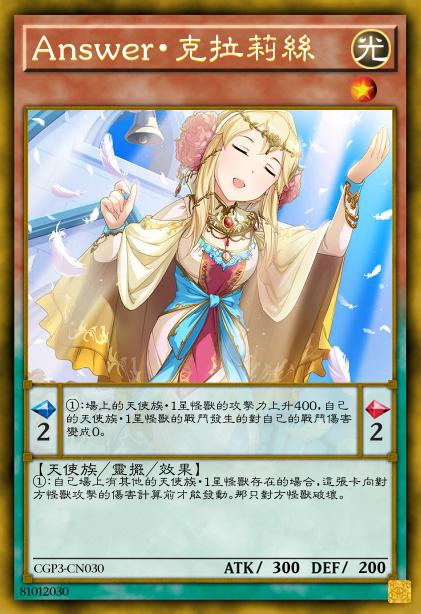 Answer・克拉莉絲
光
①:場上的天使族・1星怪獸的攻擊力上升400,自己
的天使族・1星怪獸的戰鬥發生的對自己的戰鬥傷害
變成0。
2
2
【天使族/靈擺/效果】
①:自己場上有其他的天使族・1星怪獸存在的場合,這張卡向對
方怪獸攻擊的傷害計算前才能發動。那只對方怪獸破壞。
CGP3-CN030
ATK/ 300 DEF/ 200
81012030